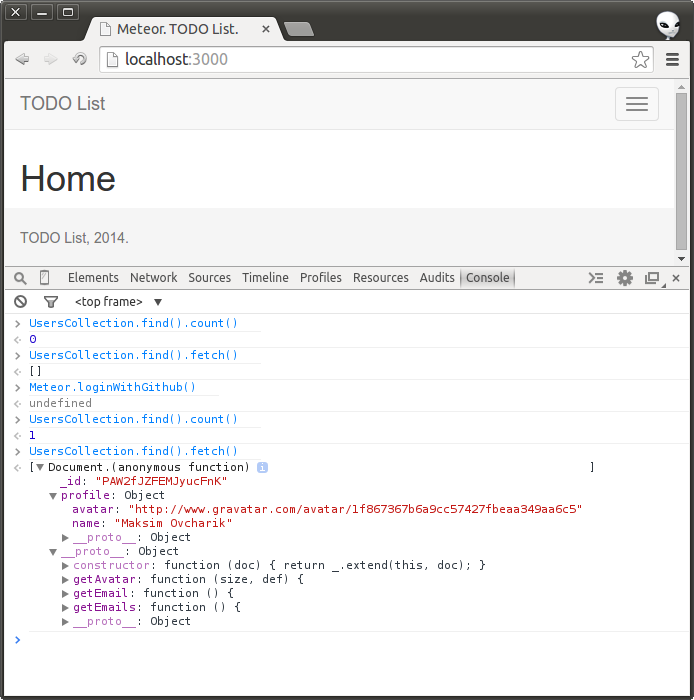 Meteor. TODO List.
localhost:3000
TODO List
Home
TODO List, 2014.
Elements Network Sources Timeline Profiles Resources Audits Console
<top frame>
UsersCollection.find().count()
0
UsersCollection.find().fetch()
[]
Meteor.loginWithGithub()
undefined
UsersCollection.find().count()
1
UsersCollection.find().fetch()
[Document.(anonymous function) i ]
_id: "PAW2fJZFEMJyucFnK"
profile: Object
avatar: "http://www.gravatar.com/avatar/1f867367b6a9cc57427fbeaa349aa6c5"
name: "Maksim Ovcharik"
__proto__: Object
__proto__: Object
constructor: function (doc) { return _.extend(this, doc); }
getAvatar: function (size, def) {
getEmail: function () {
getEmails: function () {
__proto__: Object